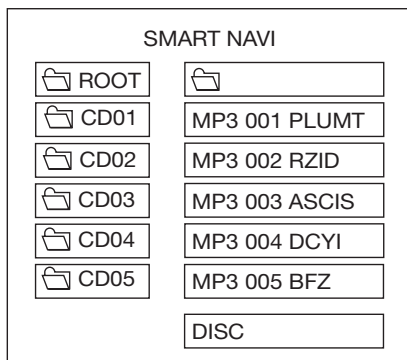 SMART NAVI
ROOT
CD01
MP3 001 PLUMT
CD02
MP3 002 RZID
CD03
MP3 003 ASCIS
CD04
MP3 004 DCYI
CD05
MP3 005 BFZ
DISC